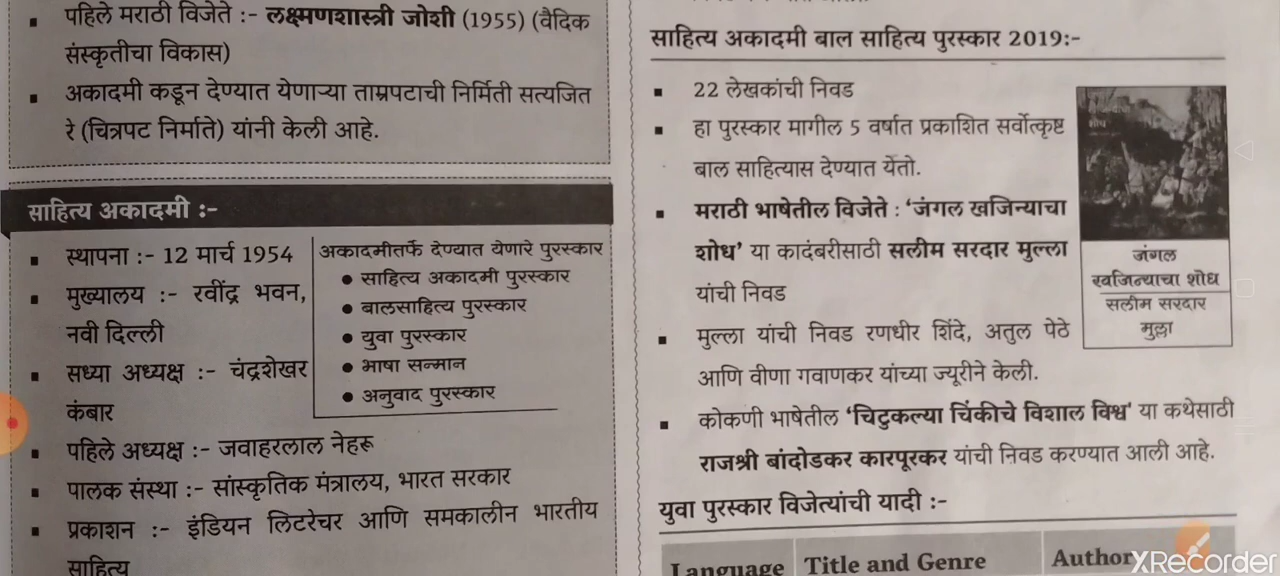 पहिले मराठी विजेते :- लक्ष्मणशास्त्री जोशी (1955) (वैदिक
संस्कृतीचा विकास)
अकादमी कडून देण्यात येणाऱ्या ताम्रपटाची निर्मिती सत्यजित
रे (चित्रपट निर्माते) यांनी केली आहे.
साहित्य अकादमी :-
स्थापना :- 12 मार्च 1954
मुख्यालय :- रवींद्र भवन,
नवी दिल्ली
सध्या अध्यक्ष :- चंद्रशेखर
कंबार
अकादमीतर्फे देण्यात येणारे पुरस्कार
● साहित्य अकादमी पुरस्कार
● बालसाहित्य पुरस्कार
● युवा पुरस्कार
● भाषा सन्मान
● अनुवाद पुरस्कार
पहिले अध्यक्ष :- जवाहरलाल नेहरू
पालक संस्था :- सांस्कृतिक मंत्रालय, भारत सरकार
प्रकाशन :- इंडियन लिटरेचर आणि समकालीन भारतीय
साहित्य
साहित्य अकादमी बाल साहित्य पुरस्कार 2019:-
22 लेखकांची निवड
हा पुरस्कार मागील 5 वर्षात प्रकाशित सर्वोत्कृष्ट
बाल साहित्यास देण्यात येतो.
मराठी भाषेतील विजेते : 'जंगल खजिन्याचा
शोध' या कादंबरीसाठी सलीम सरदार मुल्ला
यांची निवड
जंगल
खजिन्याचा शोध
सलीम सरदार
मुल्ला
मुल्ला यांची निवड रणधीर शिंदे, अतुल पेठे
आणि वीणा गवाणकर यांच्या ज्यूरीने केली.
कोकणी भाषेतील 'चिटुकल्या चिंकीचे विशाल विश्व' या कथेसाठी
राजश्री बांदोडकर कारपूरकर यांची निवड करण्यात आली आहे.
युवा पुरस्कार विजेत्यांची यादी :-
Language Title and Genre Author
XRecorder